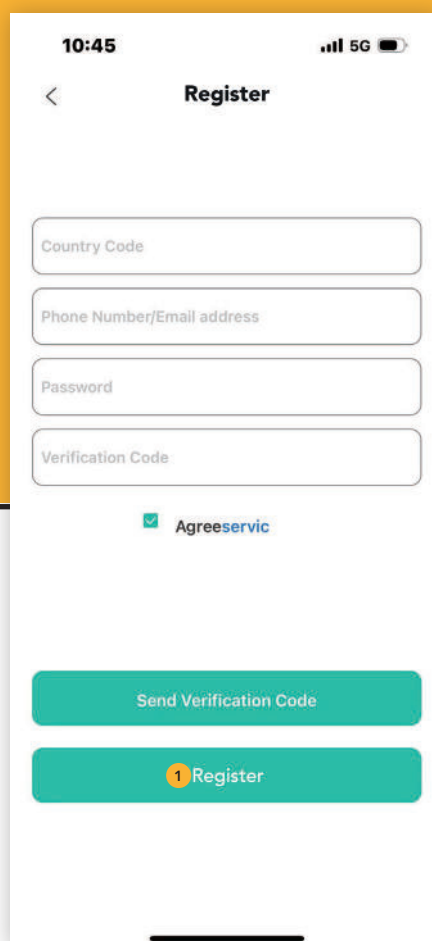 10:45 5G
Register
Country Code
Phone Number/Email address
Password
Verification Code
Agreeservic
Send Verification Code
1 Register